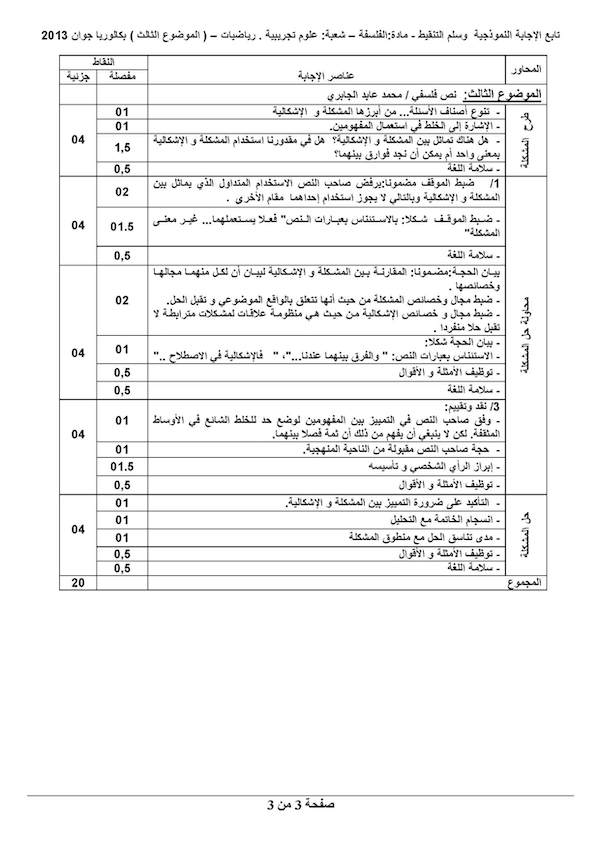 تابع الإجابة النموذجية وسلم التنقيط - مادة:الفلسفة – شعبة: علوم تجريبية . رياضيات – ( الموضوع الثالث ) بكالوريا جوان 2013
المحاور
عناصر الإجابة
النقاط
مفصلة
جزئية
الموضوع الثالث: نص فلسفي / محمد عابد الجابري
طرح المشكلة
- تنوع أصناف الأسئلة... من أبرزها المشكلة و الإشكالية
01
04
- الإشارة إلى الخلط في استعمال المفهومين.
01
- هل هناك تماثل بين المشكلة و الإشكالية؟ هل في مقدورنا استخدام المشكلة و الإشكالية
بمعنى واحد أم يمكن أن نجد فوارق بينهما؟
1,5
- سلامة اللغة
0,5
محاولة حل المشكلة
1/ ضبط الموقف مضمونا:يرفض صاحب النص الاستخدام المتداول الذي يماثل بين
المشكلة و الإشكالية وبالتالي لا يجوز استخدام إحداهما مقام الأخرى .
02
04
- ضبط الموقف شكلا: بالاستئناس بعبارات النص" فعلا يستعملهما... غير معنى
المشكلة"
01.5
- سلامة اللغة
0,5
بيان الحجة:مضمونا: المقارنة بين المشكلة و الإشكالية لبيان أن لكل منهما مجالها
وخصائصها .
- ضبط مجال وخصائص المشكلة من حيث أنها تتعلق بالواقع الموضوعي و تقبل الحل.
- ضبط مجال و خصائص الإشكالية من حيث هي منظومة علاقات لمشكلات مترابطة لا
تقبل حلا منفردا .
02
04
- بيان الحجة شكلا:
- الاستئناس بعبارات النص: " والفرق بينهما عندنا..."، " فالإشكالية في الاصطلاح .."
01
- توظيف الأمثلة و الأقوال
0,5
- سلامة اللغة
0,5
3/ نقد وتقييم:
- وفق صاحب النص في التمييز بين المفهومين لوضع حد للخلط الشائع في الأوساط
المثقفة. لكن لا ينبغي أن يفهم من ذلك أن ثمة فصلا بينهما.
01
04
- حجة صاحب النص مقبولة من الناحية المنهجية.
01
- إبراز الرأي الشخصي و تأسيسه
01.5
- توظيف الأمثلة و الأقوال
0,5
حل المشكلة
- التأكيد على ضرورة التمييز بين المشكلة و الإشكالية.
01
04
- انسجام الخاتمة مع التحليل
01
- مدى تناسق الحل مع منطوق المشكلة
01
- توظيف الأمثلة و الأقوال
0,5
- سلامة اللغة
0,5
المجموع
20
صفحة 3 من 3